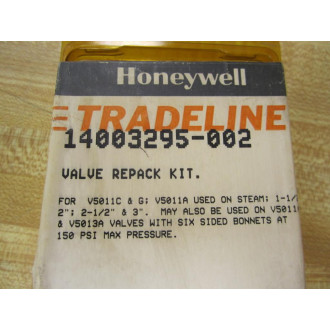 Honeywell
TRADELINE
14003295-002
VALVE REPACK KIT.
FOR V5011C & G; V5011A USED ON STEAM; 1-1/
2"; 2-1/2" & 3". MAY ALSO BE USED ON V5011
& V5013A VALVES WITH SIX SIDED BONNETS AT
150 PSI MAX PRESSURE.